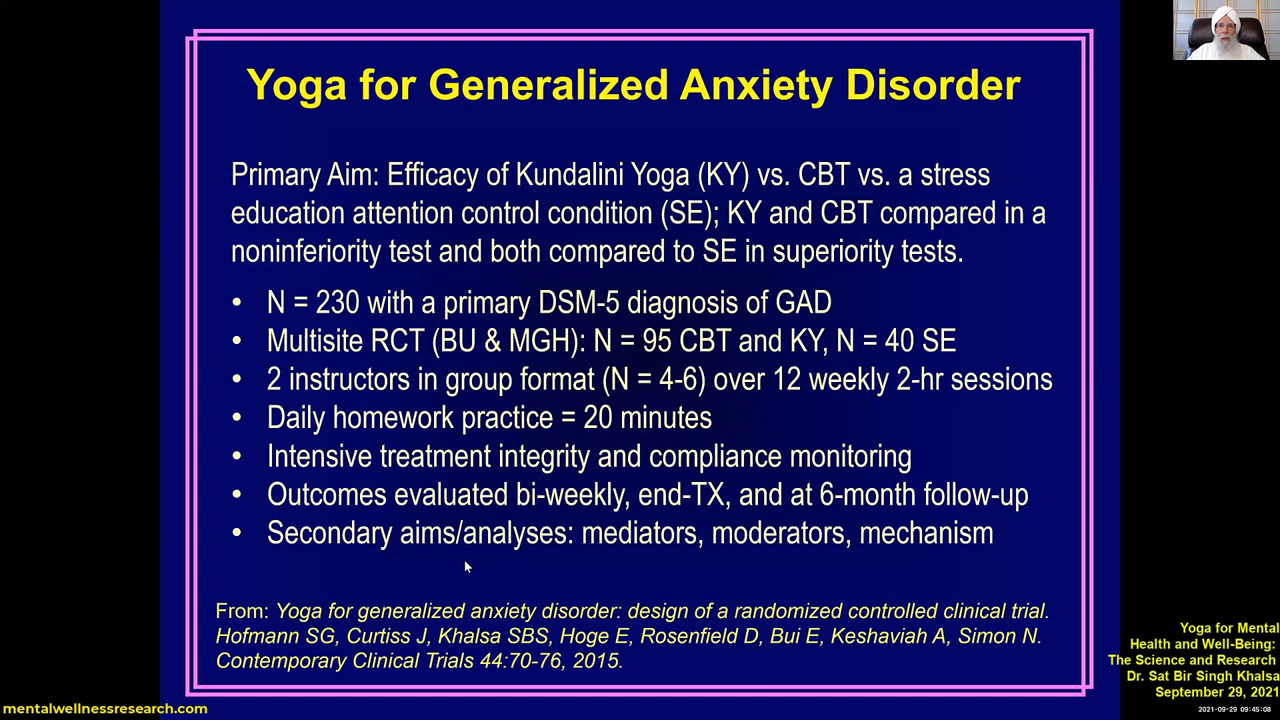 Yoga for Generalized Anxiety Disorder
Primary Aim: Efficacy of Kundalini Yoga (KY) vs. CBT vs. a stress
education attention control condition (SE); KY and CBT compared in a
noninferiority test and both compared to SE in superiority tests.
• N = 230 with a primary DSM-5 diagnosis of GAD
• Multisite RCT (BU & MGH): N = 95 CBT and KY, N = 40 SE
• 2 instructors in group format (N = 4-6) over 12 weekly 2-hr sessions
• Daily homework practice = 20 minutes
• Intensive treatment integrity and compliance monitoring
• Outcomes evaluated bi-weekly, end-TX, and at 6-month follow-up
• Secondary aims/analyses: mediators, moderators, mechanism
From: Yoga for generalized anxiety disorder: design of a randomized controlled clinical trial.
Hofmann SG, Curtiss J, Khalsa SBS, Hoge E, Rosenfield D, Bui E, Keshaviah A, Simon N.
Contemporary Clinical Trials 44:70-76, 2015.
Yoga for Mental
Health and Well-Being:
The Science and Research
Dr. Sat Bir Singh Khalsa
September 29, 2021
mentalwellnessresearch.com
2021-09-29 09:45:08